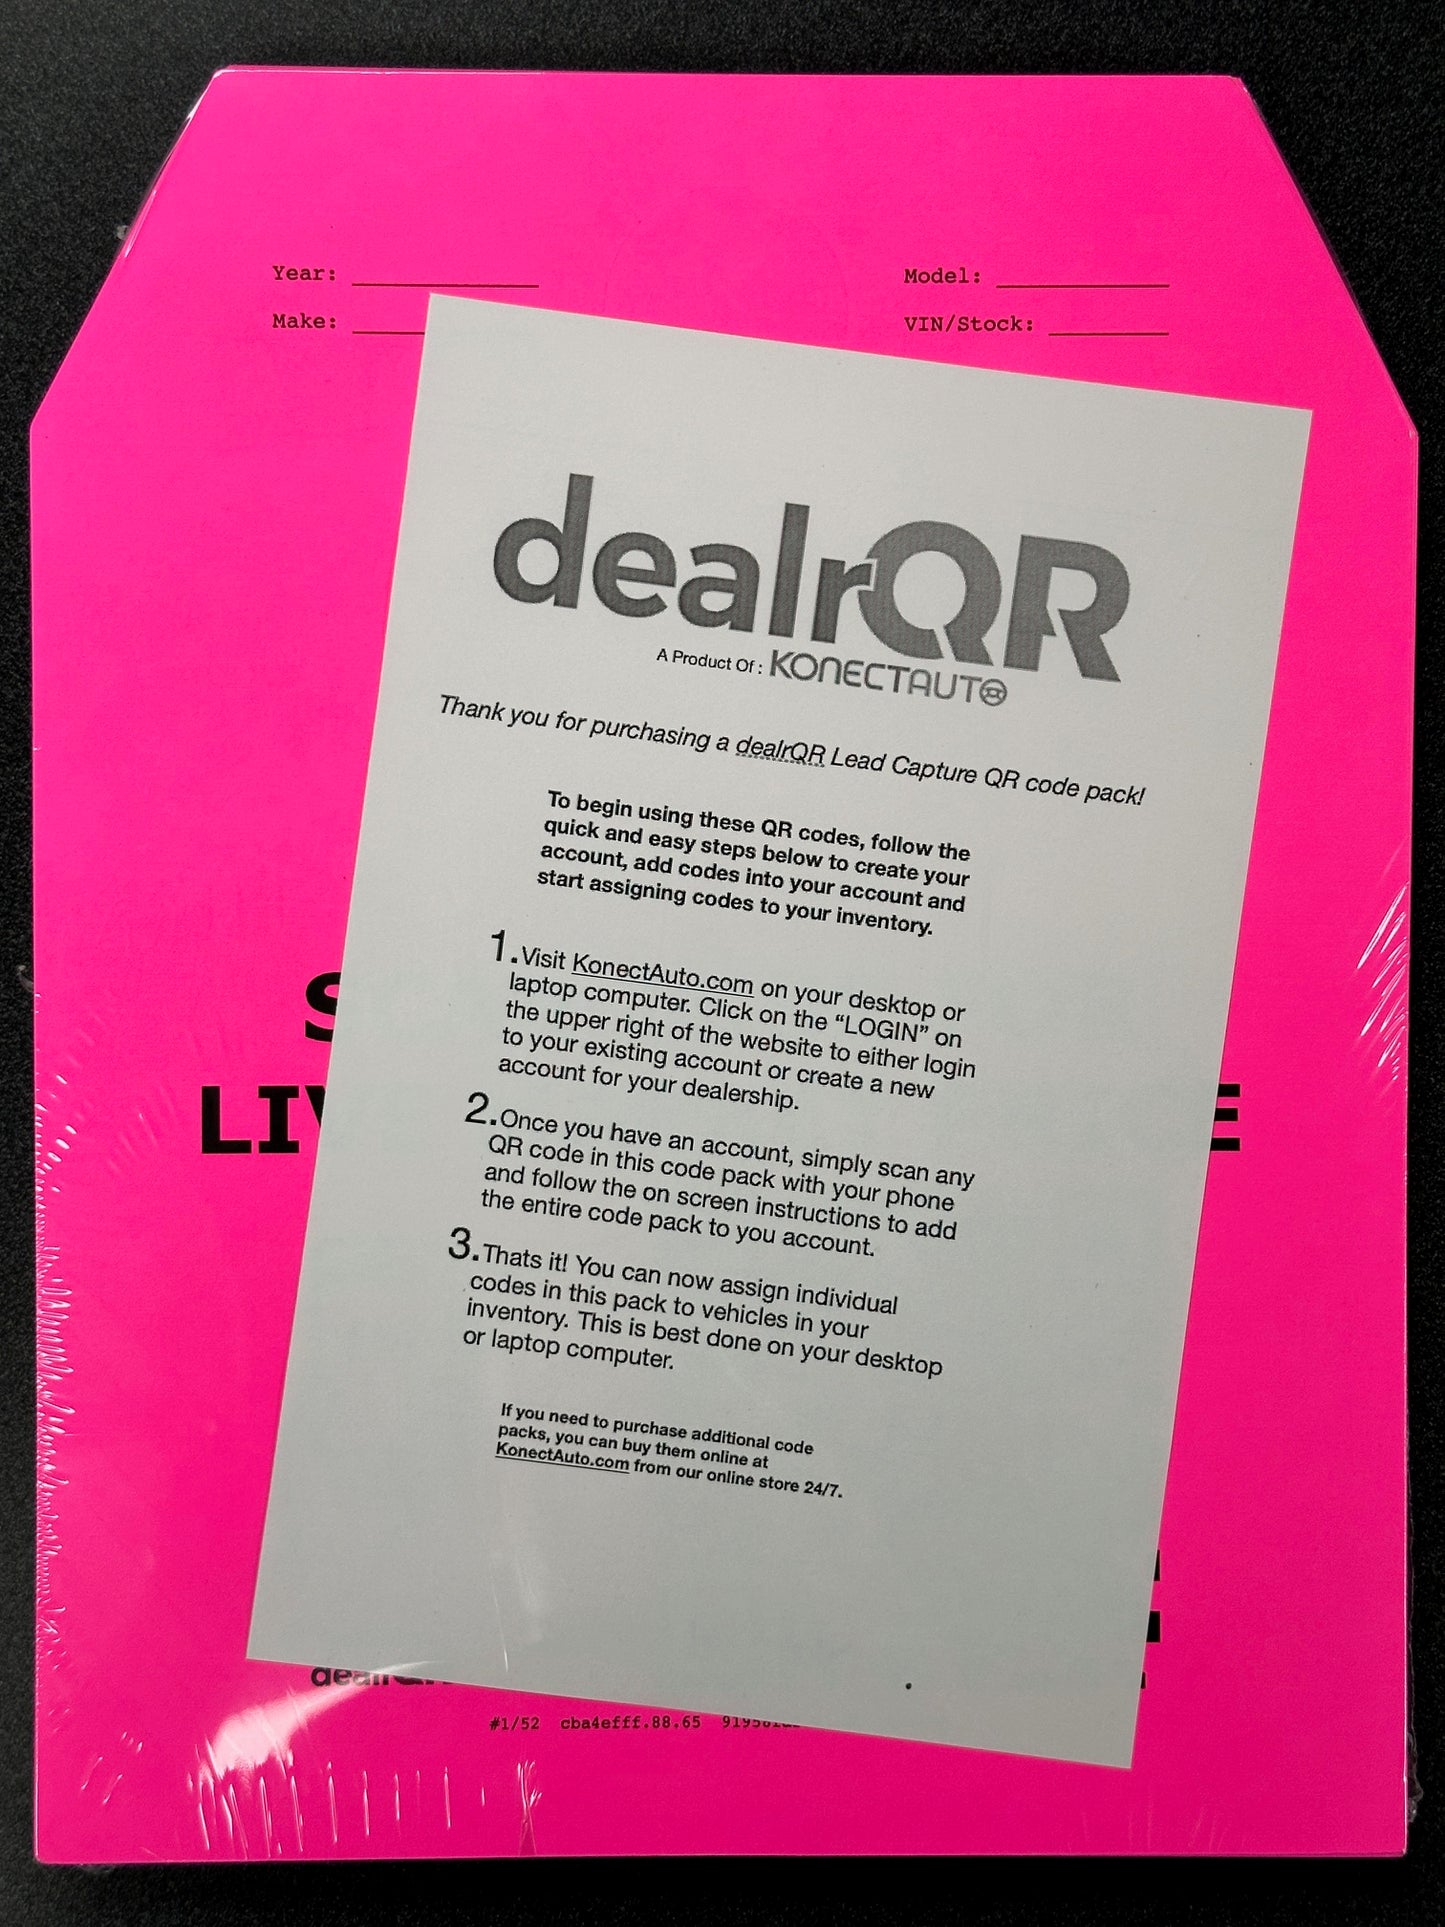 Year:
Model:
Make:
VIN/Stock:
dealrQR
A Product Of : KONECTAUTO
Thank you for purchasing a dealrQR Lead Capture QR code pack!
To begin using these QR codes, follow the
quick and easy steps below to create your
account, add codes into your account and
start assigning codes to your inventory.
1. Visit KonectAuto.com on your desktop or
laptop computer. Click on the “LOGIN” on
the upper right of the website to either login
to your existing account or create a new
account for your dealership.
2. Once you have an account, simply scan any
QR code in this code pack with your phone
and follow the on screen instructions to add
the entire code pack to you account.
3. Thats it! You can now assign individual
codes in this pack to vehicles in your
inventory. This is best done on your desktop
or laptop computer.
If you need to purchase additional code
packs, you can buy them online at
KonectAuto.com from our online store 24/7.
#1/52 cba4efff.88.65